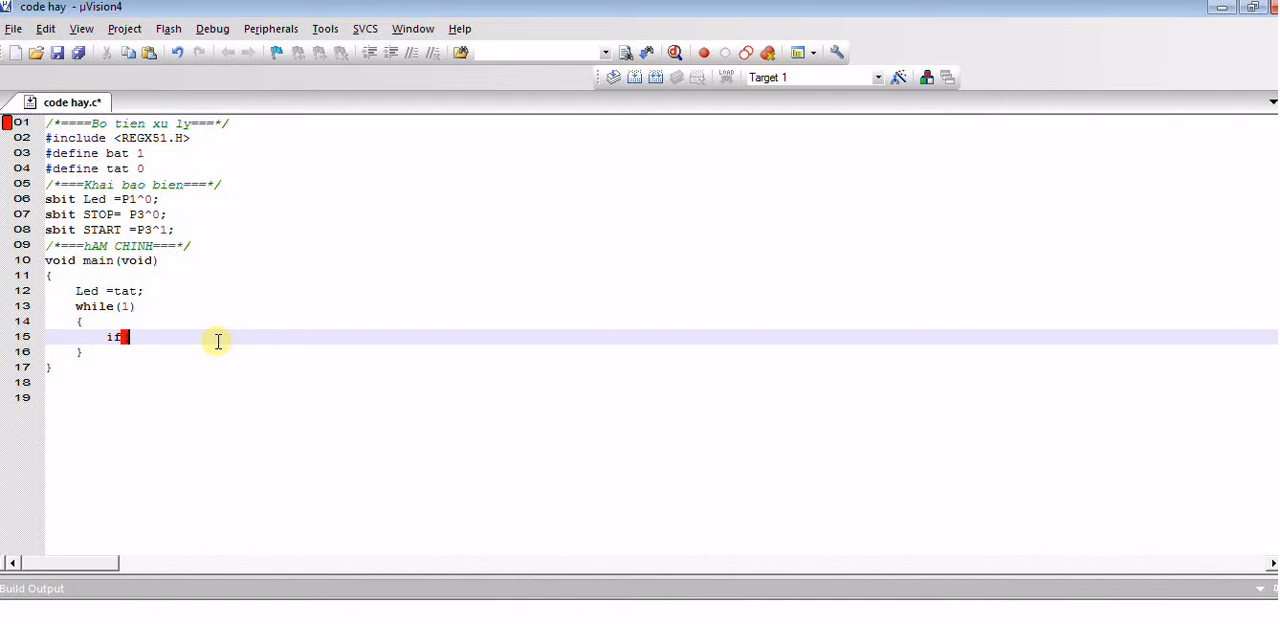 code hay - µVision4
File Edit View Project Flash Debug Peripherals Tools SVCS Window Help
LOAD Target 1
code hay.c*
01 /*====Bo tien xu ly===*/
02 #include <REGX51.H>
03 #define bat 1
04 #define tat 0
05 /*===Khai bao bien===*/
06 sbit Led =P1^0;
07 sbit STOP= P3^0;
08 sbit START =P3^1;
09 /*===hAM CHINH===*/
10 void main(void)
11 {
12 Led =tat;
13 while(1)
14 {
15 if
16 }
17 }
18
19
Build Output